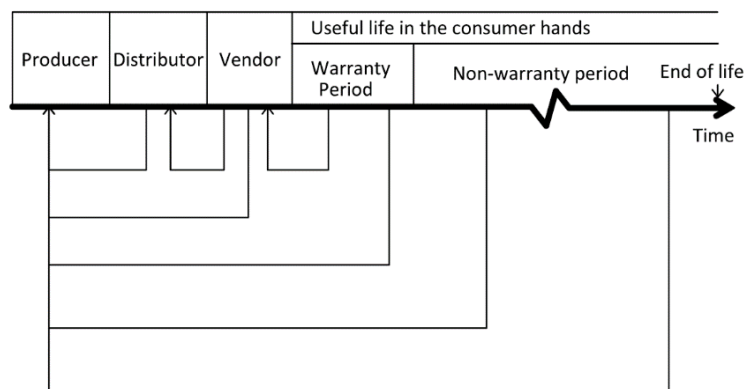 Useful life in the consumer hands
Producer
Distributor
Vendor
Warranty
Period
Non-warranty period
End of life
Time